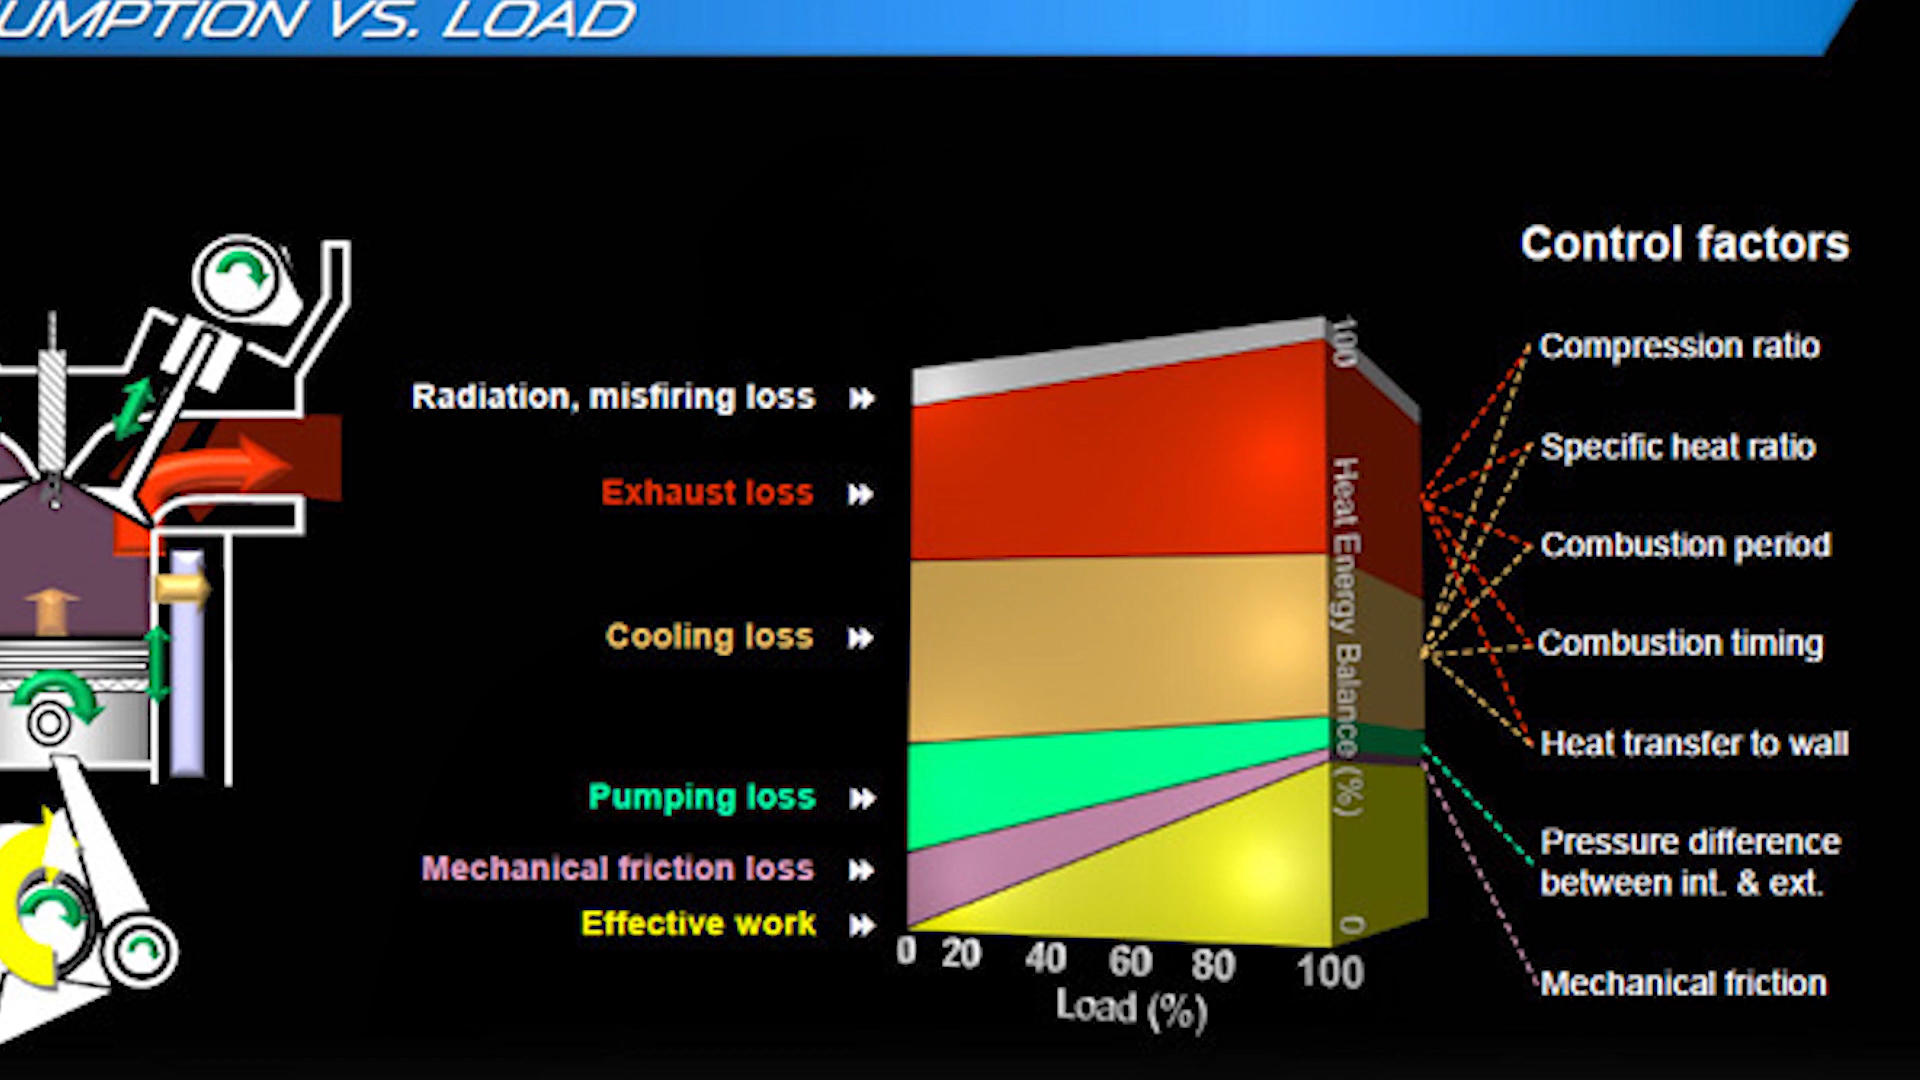 UMPTION VS. LOAD
Control factors
Radiation, misfiring loss
Exhaust loss
Cooling loss
Pumping loss
Mechanical friction loss
Effective work
100
Heat Energy Balance (%)
0
0 20 40 60 80 100
Load (%)
Compression ratio
Specific heat ratio
Combustion period
Combustion timing
Heat transfer to wall
Pressure difference
between int. & ext.
Mechanical friction